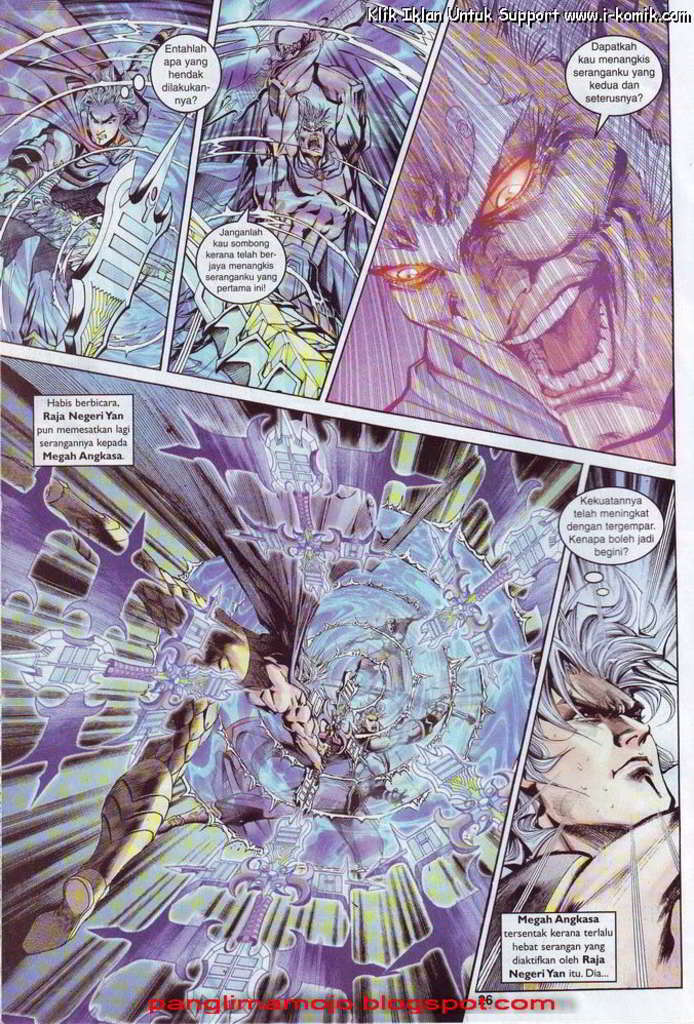 Klik Iklan Untuk Support www.i-komik.com
Entahlah
apa yang
hendak
dilakukan-
nya?
Janganlah
kau sombong
kerana telah ber-
jaya menangkis
seranganku yang
pertama ini!
Dapatkah
kau menangkis
seranganku yang
kedua dan
seterusnya?
Habis berbicara,
Raja Negeri Yan
pun memesatkan lagi
serangannya kepada
Megah Angkasa.
Kekuatannya
telah meningkat
dengan tergempar.
Kenapa boleh jadi
begini?
Megah Angkasa
tersentak kerana terlalu
hebat serangan yang
diaktifkan oleh Raja
Negeri Yan itu. Dia...
26
panglimamojo.blogspot.com